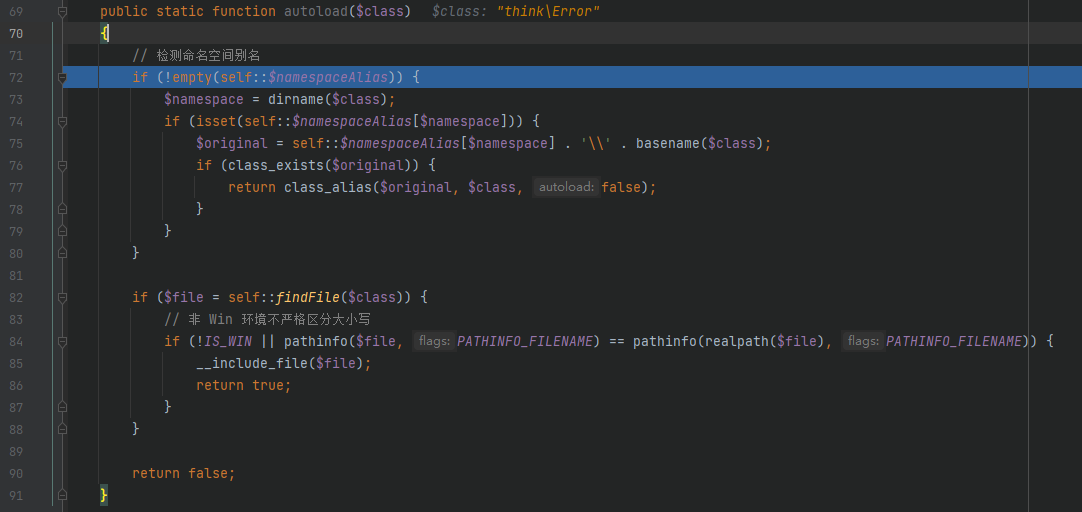 69 public static function autoload($class) $class: "think\Error"
70 {
71 // 检测命名空间别名
72 if (!empty(self::$namespaceAlias)) {
73 $namespace = dirname($class);
74 if (isset(self::$namespaceAlias[$namespace])) {
75 $original = self::$namespaceAlias[$namespace] . '\\' . basename($class);
76 if (class_exists($original)) {
77 return class_alias($original, $class, autoload: false);
78 }
79 }
80 }
81
82 if ($file = self::findFile($class)) {
83 // 非 Win 环境不严格区分大小写
84 if (!IS_WIN || pathinfo($file, flags: PATHINFO_FILENAME) == pathinfo(realpath($file), flags: PATHINFO_FILENAME)) {
85 __include_file($file);
86 return true;
87 }
88 }
89
90 return false;
91 }